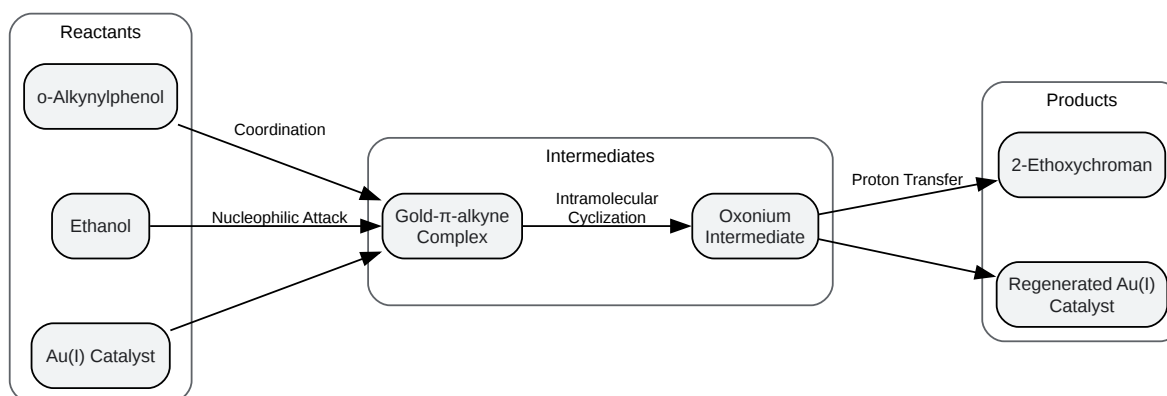 Reactants
o-Alkynylphenol
Ethanol
Au(I) Catalyst
Coordination
Nucleophilic Attack
Intermediates
Gold-π-alkyne
Complex
Intramolecular
Cyclization
Oxonium
Intermediate
Proton Transfer
Products
2-Ethoxychroman
Regenerated Au(I)
Catalyst